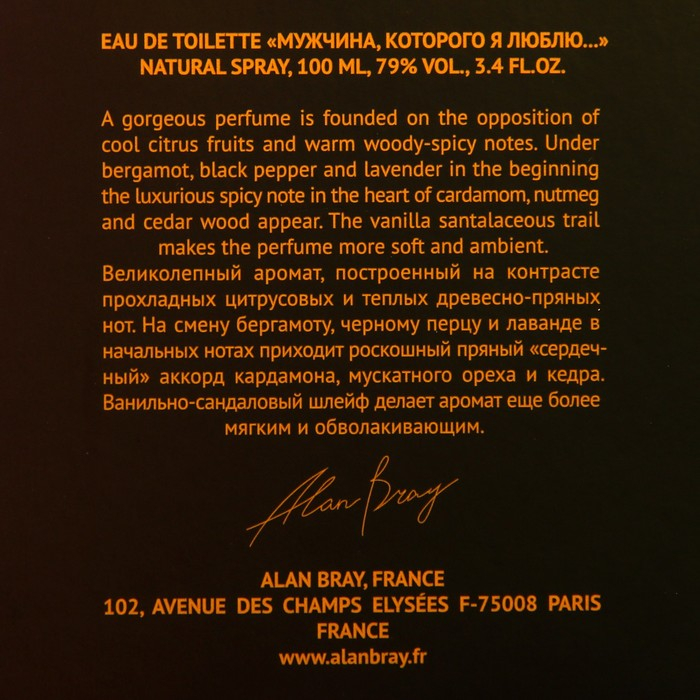 EAU DE TOILETTE «МУЖЧИНА, КОТОРОГО Я ЛЮБЛЮ...»
NATURAL SPRAY, 100 ML, 79% VOL., 3.4 FL.OZ.
A gorgeous perfume is founded on the opposition of
cool citrus fruits and warm woody-spicy notes. Under
bergamot, black pepper and lavender in the beginning
the luxurious spicy note in the heart of cardamom, nutmeg
and cedar wood appear. The vanilla santalaceous trail
makes the perfume more soft and ambient.
Великолепный аромат, построенный на контрасте
прохладных цитрусовых и теплых древесно-пряных
нот. На смену бергамоту, черному перцу и лаванде в
начальных нотах приходит роскошный пряный «сердеч-
ный» аккорд кардамона, мускатного ореха и кедра.
Ванильно-сандаловый шлейф делает аромат еще более
мягким и обволакивающим.
Alan Bray
ALAN BRAY, FRANCE
102, AVENUE DES CHAMPS ELYSÉES F-75008 PARIS
FRANCE
www.alanbray.fr